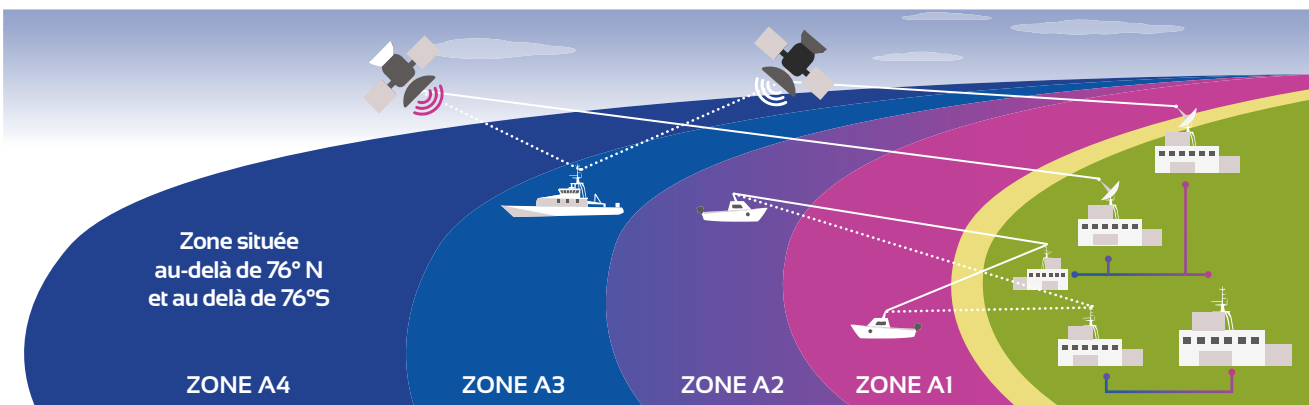 Zone située
au-delà de 76° N
et au delà de 76°S
ZONE A4
ZONE A3
ZONE A2
ZONE A1